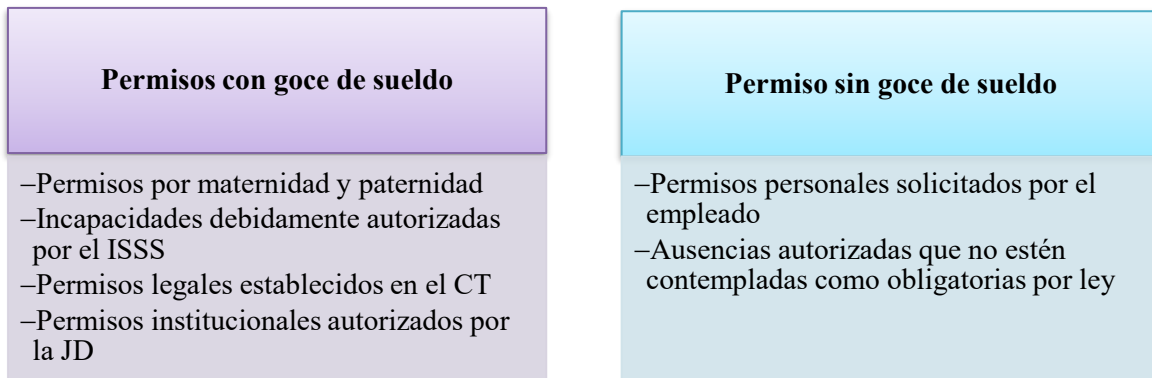 Permisos con goce de sueldo
–Permisos por maternidad y paternidad
–Incapacidades debidamente autorizadas
por el ISSS
–Permisos legales establecidos en el CT
–Permisos institucionales autorizados por
la JD
Permiso sin goce de sueldo
–Permisos personales solicitados por el
empleado
–Ausencias autorizadas que no estén
contempladas como obligatorias por ley